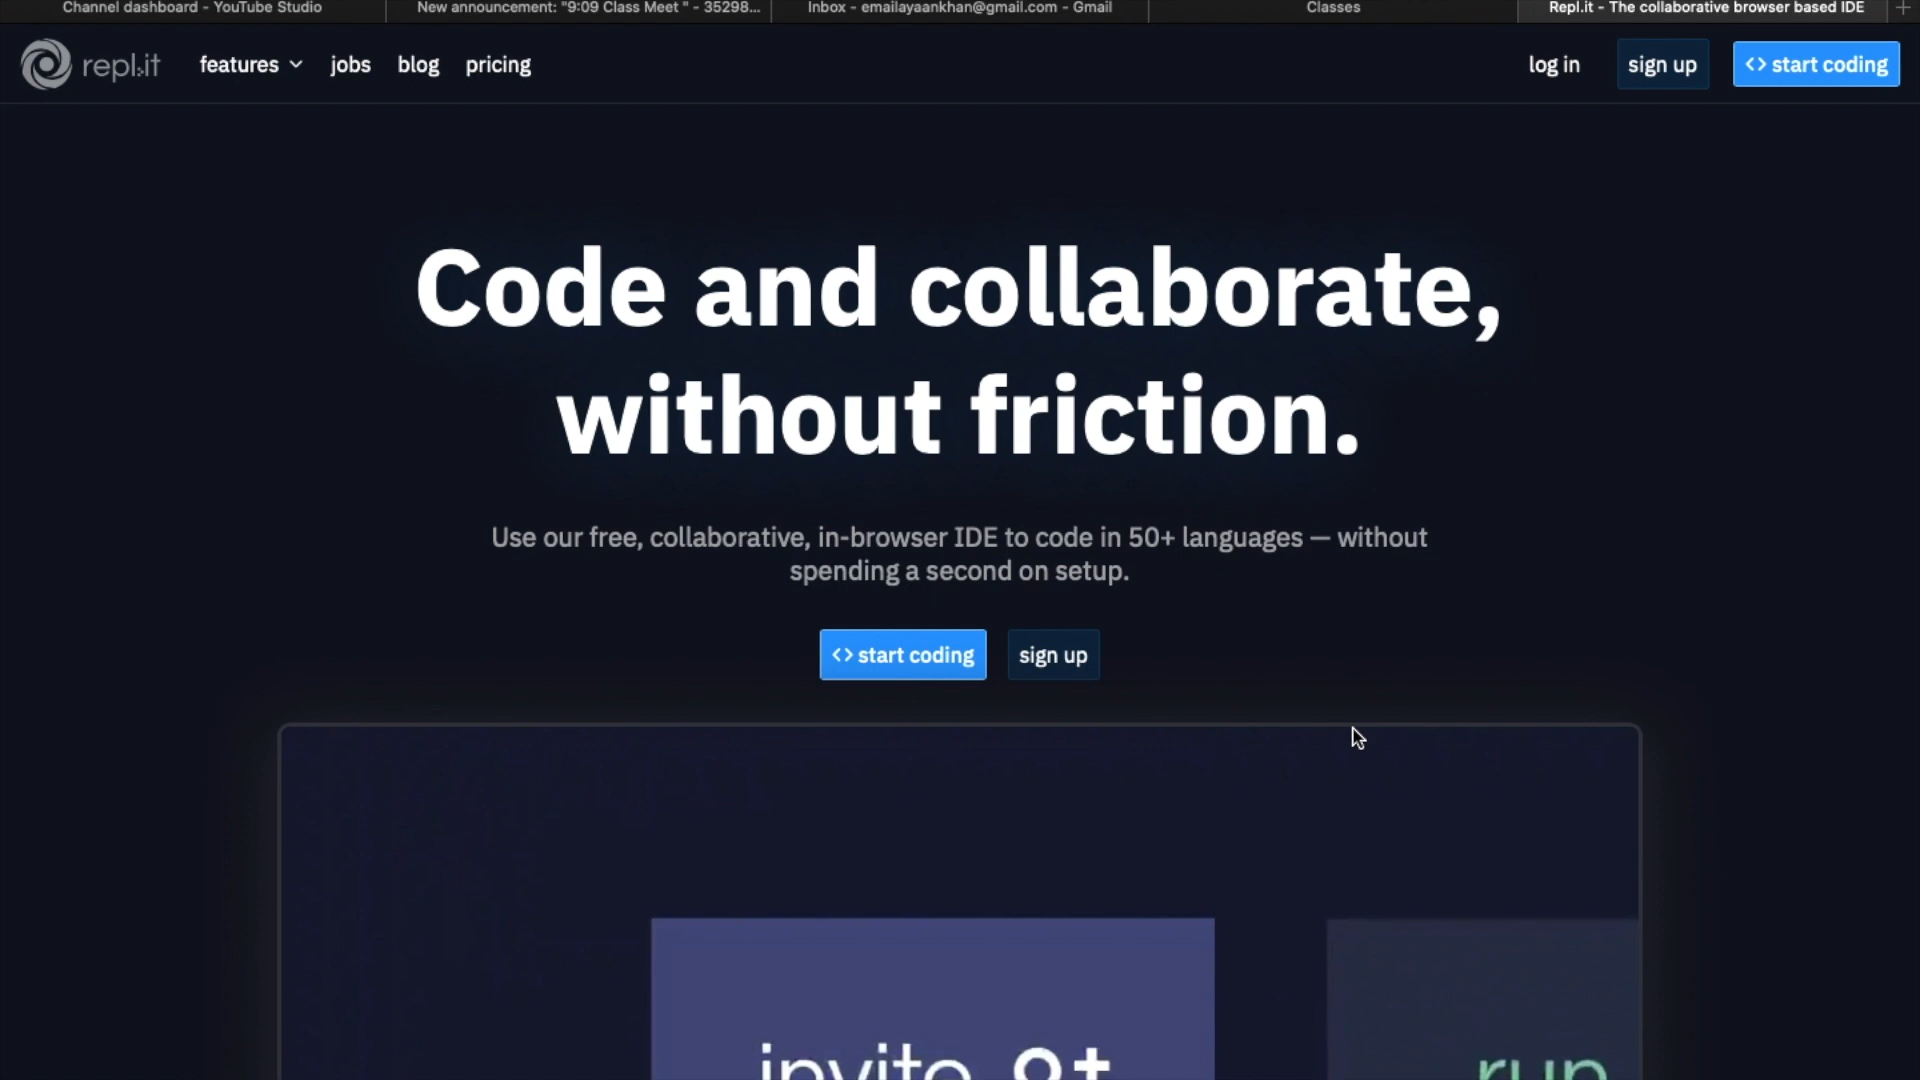 Channel dashboard - YouTube Studio
New announcement: "9:09 Class Meet " - 35298...
Inbox - emailayaankhan@gmail.com - Gmail
Classes
Repl.it - The collaborative browser based IDE
repl.it
features
jobs
blog
pricing
log in
sign up
<> start coding
Code and collaborate,
without friction.
Use our free, collaborative, in-browser IDE to code in 50+ languages — without
spending a second on setup.
<> start coding
sign up
invite
run